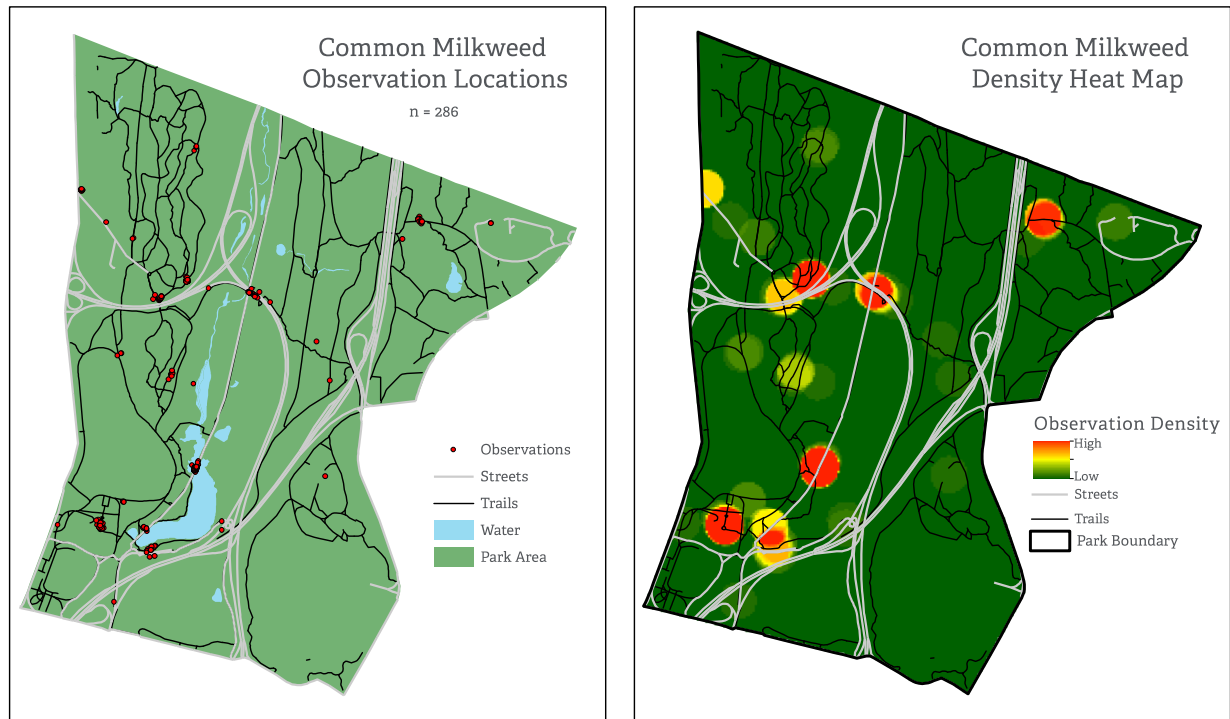 Common Milkweed
Observation Locations
n = 286
Observations
Streets
Trails
Water
Park Area
Common Milkweed
Density Heat Map
Observation Density
High
Low
Streets
Trails
Park Boundary